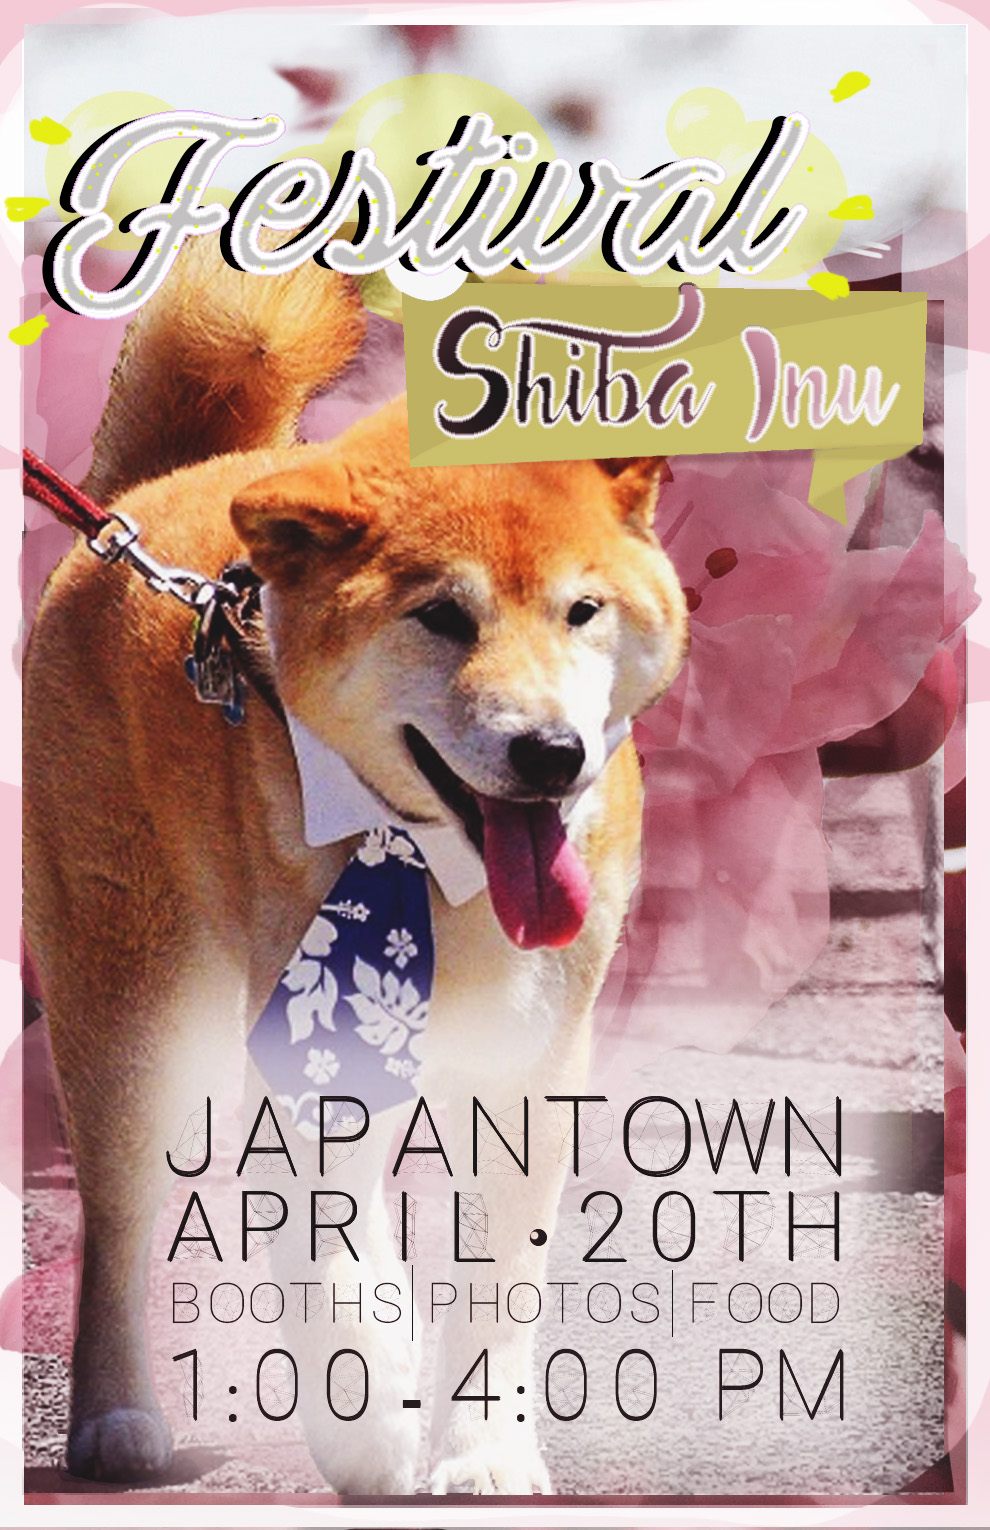 Festival
Shiba Inu
JAPANTOWN
APRIL • 20TH
BOOTHS|PHOTOS|FOOD
1:00-4:00 PM